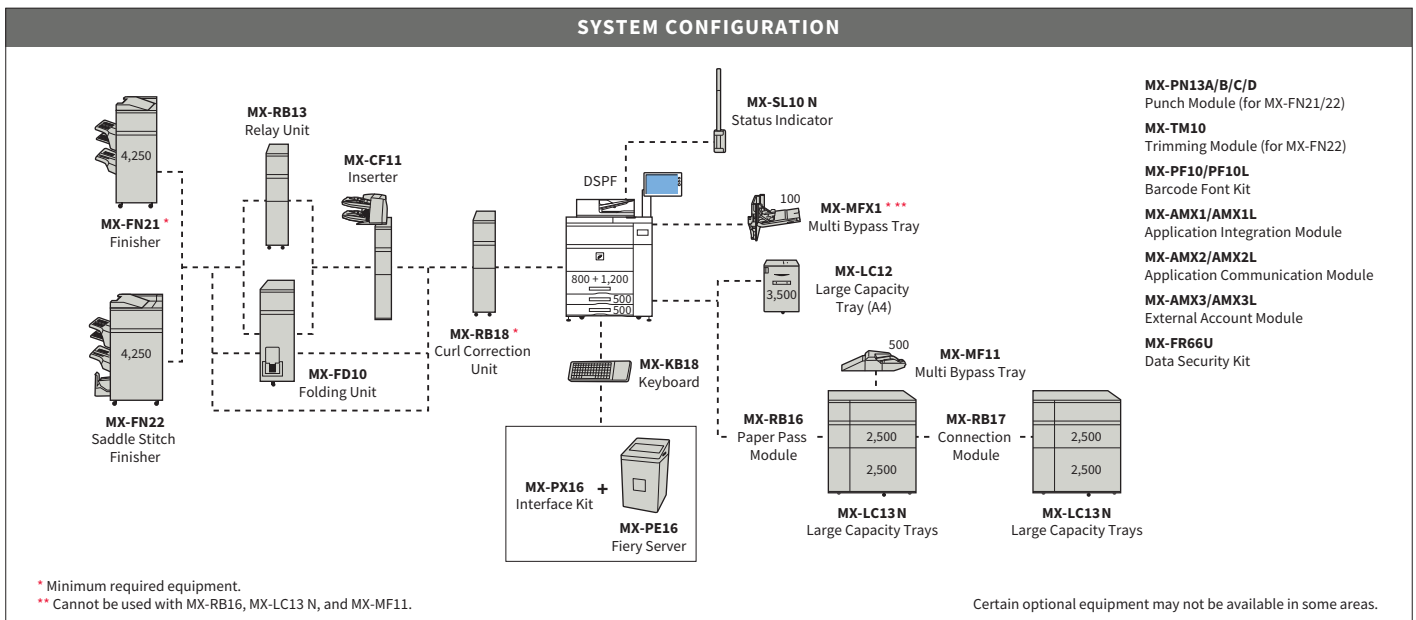 SYSTEM CONFIGURATION
4,250
MX-FN21 *
Finisher
4,250
MX-FN22
Saddle Stitch
Finisher
MX-RB13
Relay Unit
MX-FD10
Folding Unit
MX-CF11
Inserter
MX-RB18 *
Curl Correction
Unit
DSPF
800 + 1,200
500
500
MX-SL10 N
Status Indicator
100
MX-MFX1 * **
Multi Bypass Tray
3,500
MX-LC12
Large Capacity
Tray (A4)
MX-KB18
Keyboard
MX-PX16
Interface Kit
+
MX-PE16
Fiery Server
500
MX-MF11
Multi Bypass Tray
MX-RB16
Paper Pass
Module
2,500
2,500
MX-LC13 N
Large Capacity Trays
MX-RB17
Connection
Module
2,500
2,500
MX-LC13 N
Large Capacity Trays
MX-PN13A/B/C/D
Punch Module (for MX-FN21/22)
MX-TM10
Trimming Module (for MX-FN22)
MX-PF10/PF10L
Barcode Font Kit
MX-AMX1/AMX1L
Application Integration Module
MX-AMX2/AMX2L
Application Communication Module
MX-AMX3/AMX3L
External Account Module
MX-FR66U
Data Security Kit
* Minimum required equipment.
** Cannot be used with MX-RB16, MX-LC13 N, and MX-MF11.
Certain optional equipment may not be available in some areas.